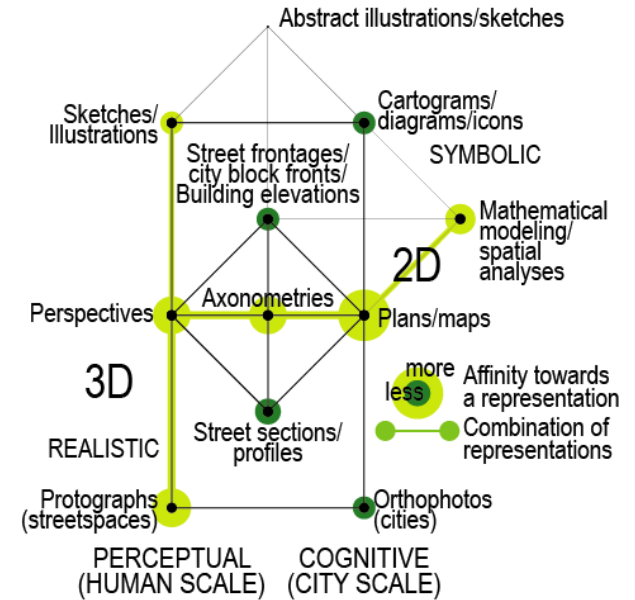 Abstract illustrations/sketches
Sketches/
Illustrations
Cartograms/
diagrams/icons
SYMBOLIC
Street frontages/
city block fronts/
Building elevations
Mathematical
modeling/
spatial
analyses
2D
Perspectives
Axonometries
Plans/maps
3D
more
less
Affinity towards
a representation
Combination of
representations
Street sections/
profiles
REALISTIC
Protographs
(streetspaces)
Orthophotos
(cities)
PERCEPTUAL
(HUMAN SCALE)
COGNITIVE
(CITY SCALE)